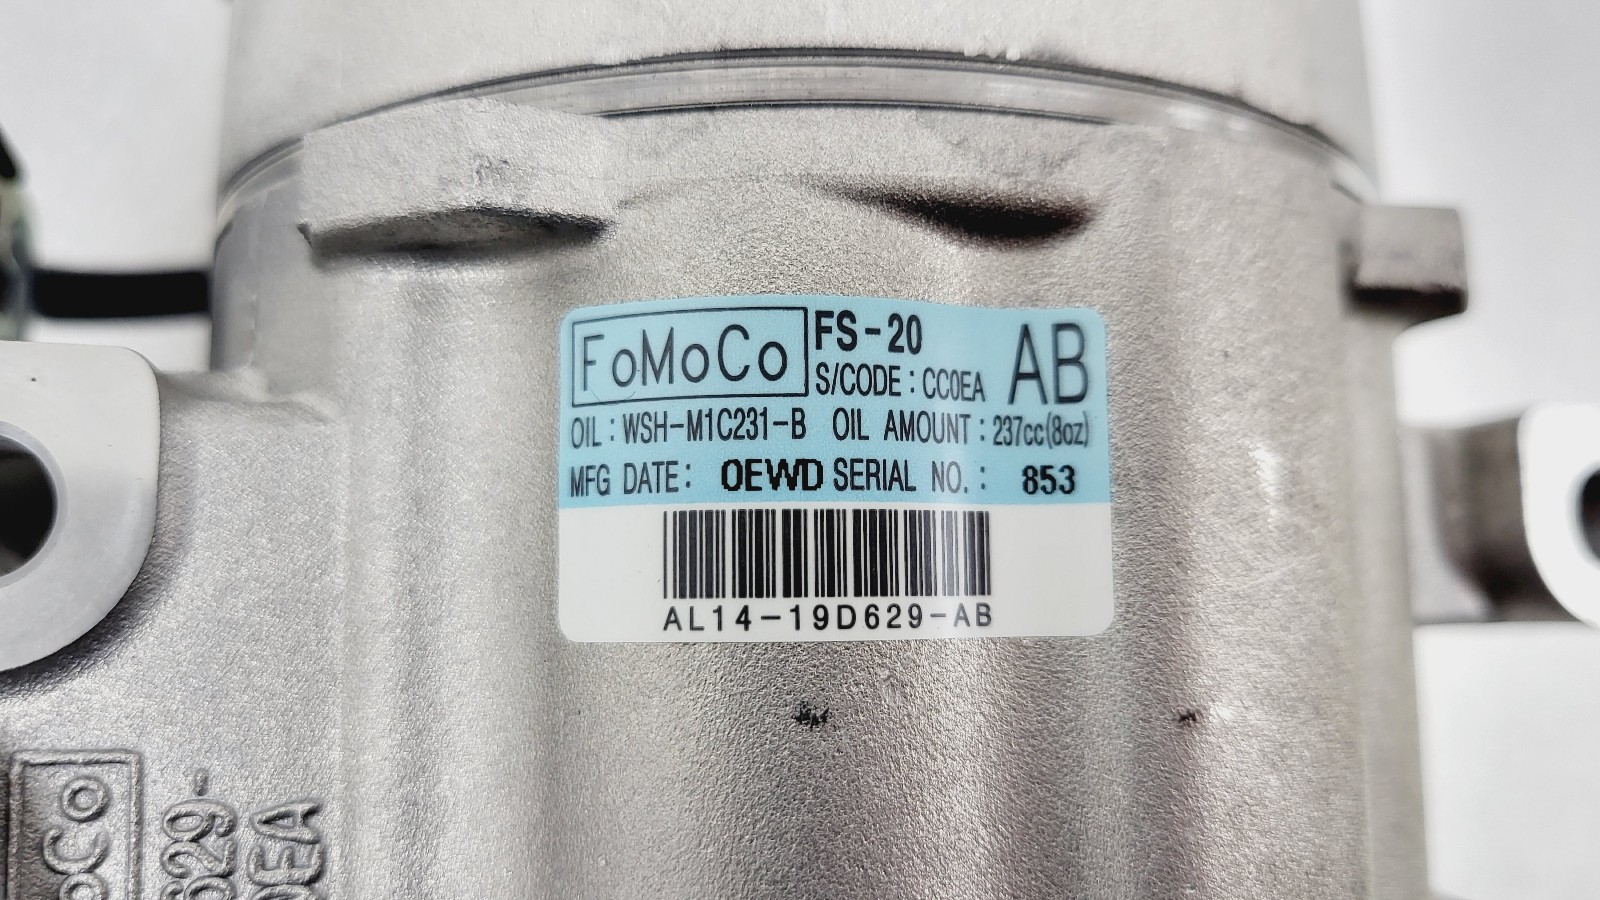 FoMoCo FS-20 AB
S/CODE : CC0EA
OIL : WSH-M1C231-B OIL AMOUNT : 237cc(8oz)
MFG DATE: 0EWD SERIAL NO. : 853
AL14-19D629-AB